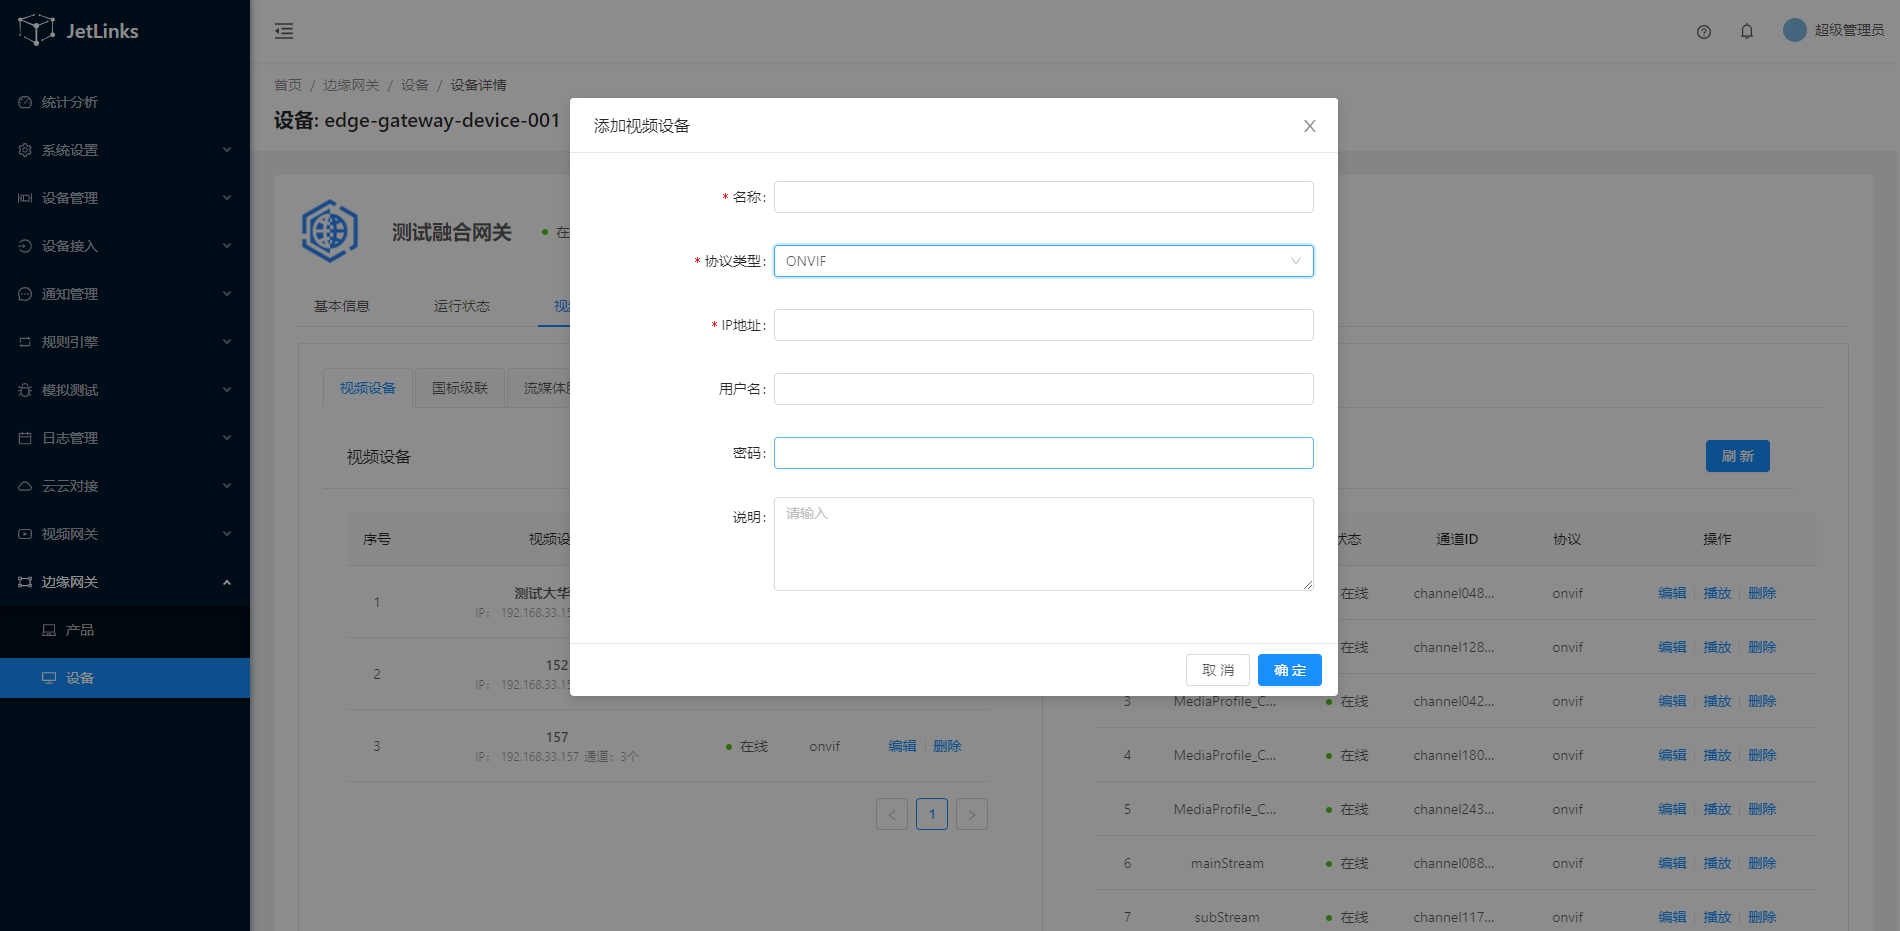 JetLinks
超级管理员
统计分析
系统设置
设备管理
设备接入
通知管理
规则引擎
模拟测试
日志管理
云云对接
视频网关
边缘网关
产品
设备
首页 / 边缘网关 / 设备 / 设备详情
设备: edge-gateway-device-001
测试融合网关
基本信息 运行状态
视频设备 国标级联 流媒体
视频设备
刷 新
序号 视频设
1 测试大华
IP： 192.168.33.15
2 152
IP： 192.168.33.15
3 157 在线 onvif 编辑 删除
IP： 192.168.33.157 通道：3个
< 1 >
添加视频设备
* 名称:
* 协议类型: ONVIF
* IP地址:
用户名:
密码:
说明: 请输入
取 消 确 定
状态 通道ID 协议 操作
在线 channel048... onvif 编辑 播放 删除
在线 channel128... onvif 编辑 播放 删除
3 MediaProfile_C... 在线 channel042... onvif 编辑 播放 删除
4 MediaProfile_C... 在线 channel180... onvif 编辑 播放 删除
5 MediaProfile_C... 在线 channel243... onvif 编辑 播放 删除
6 mainStream 在线 channel088... onvif 编辑 播放 删除
7 subStream 在线 channel117... onvif 编辑 播放 删除